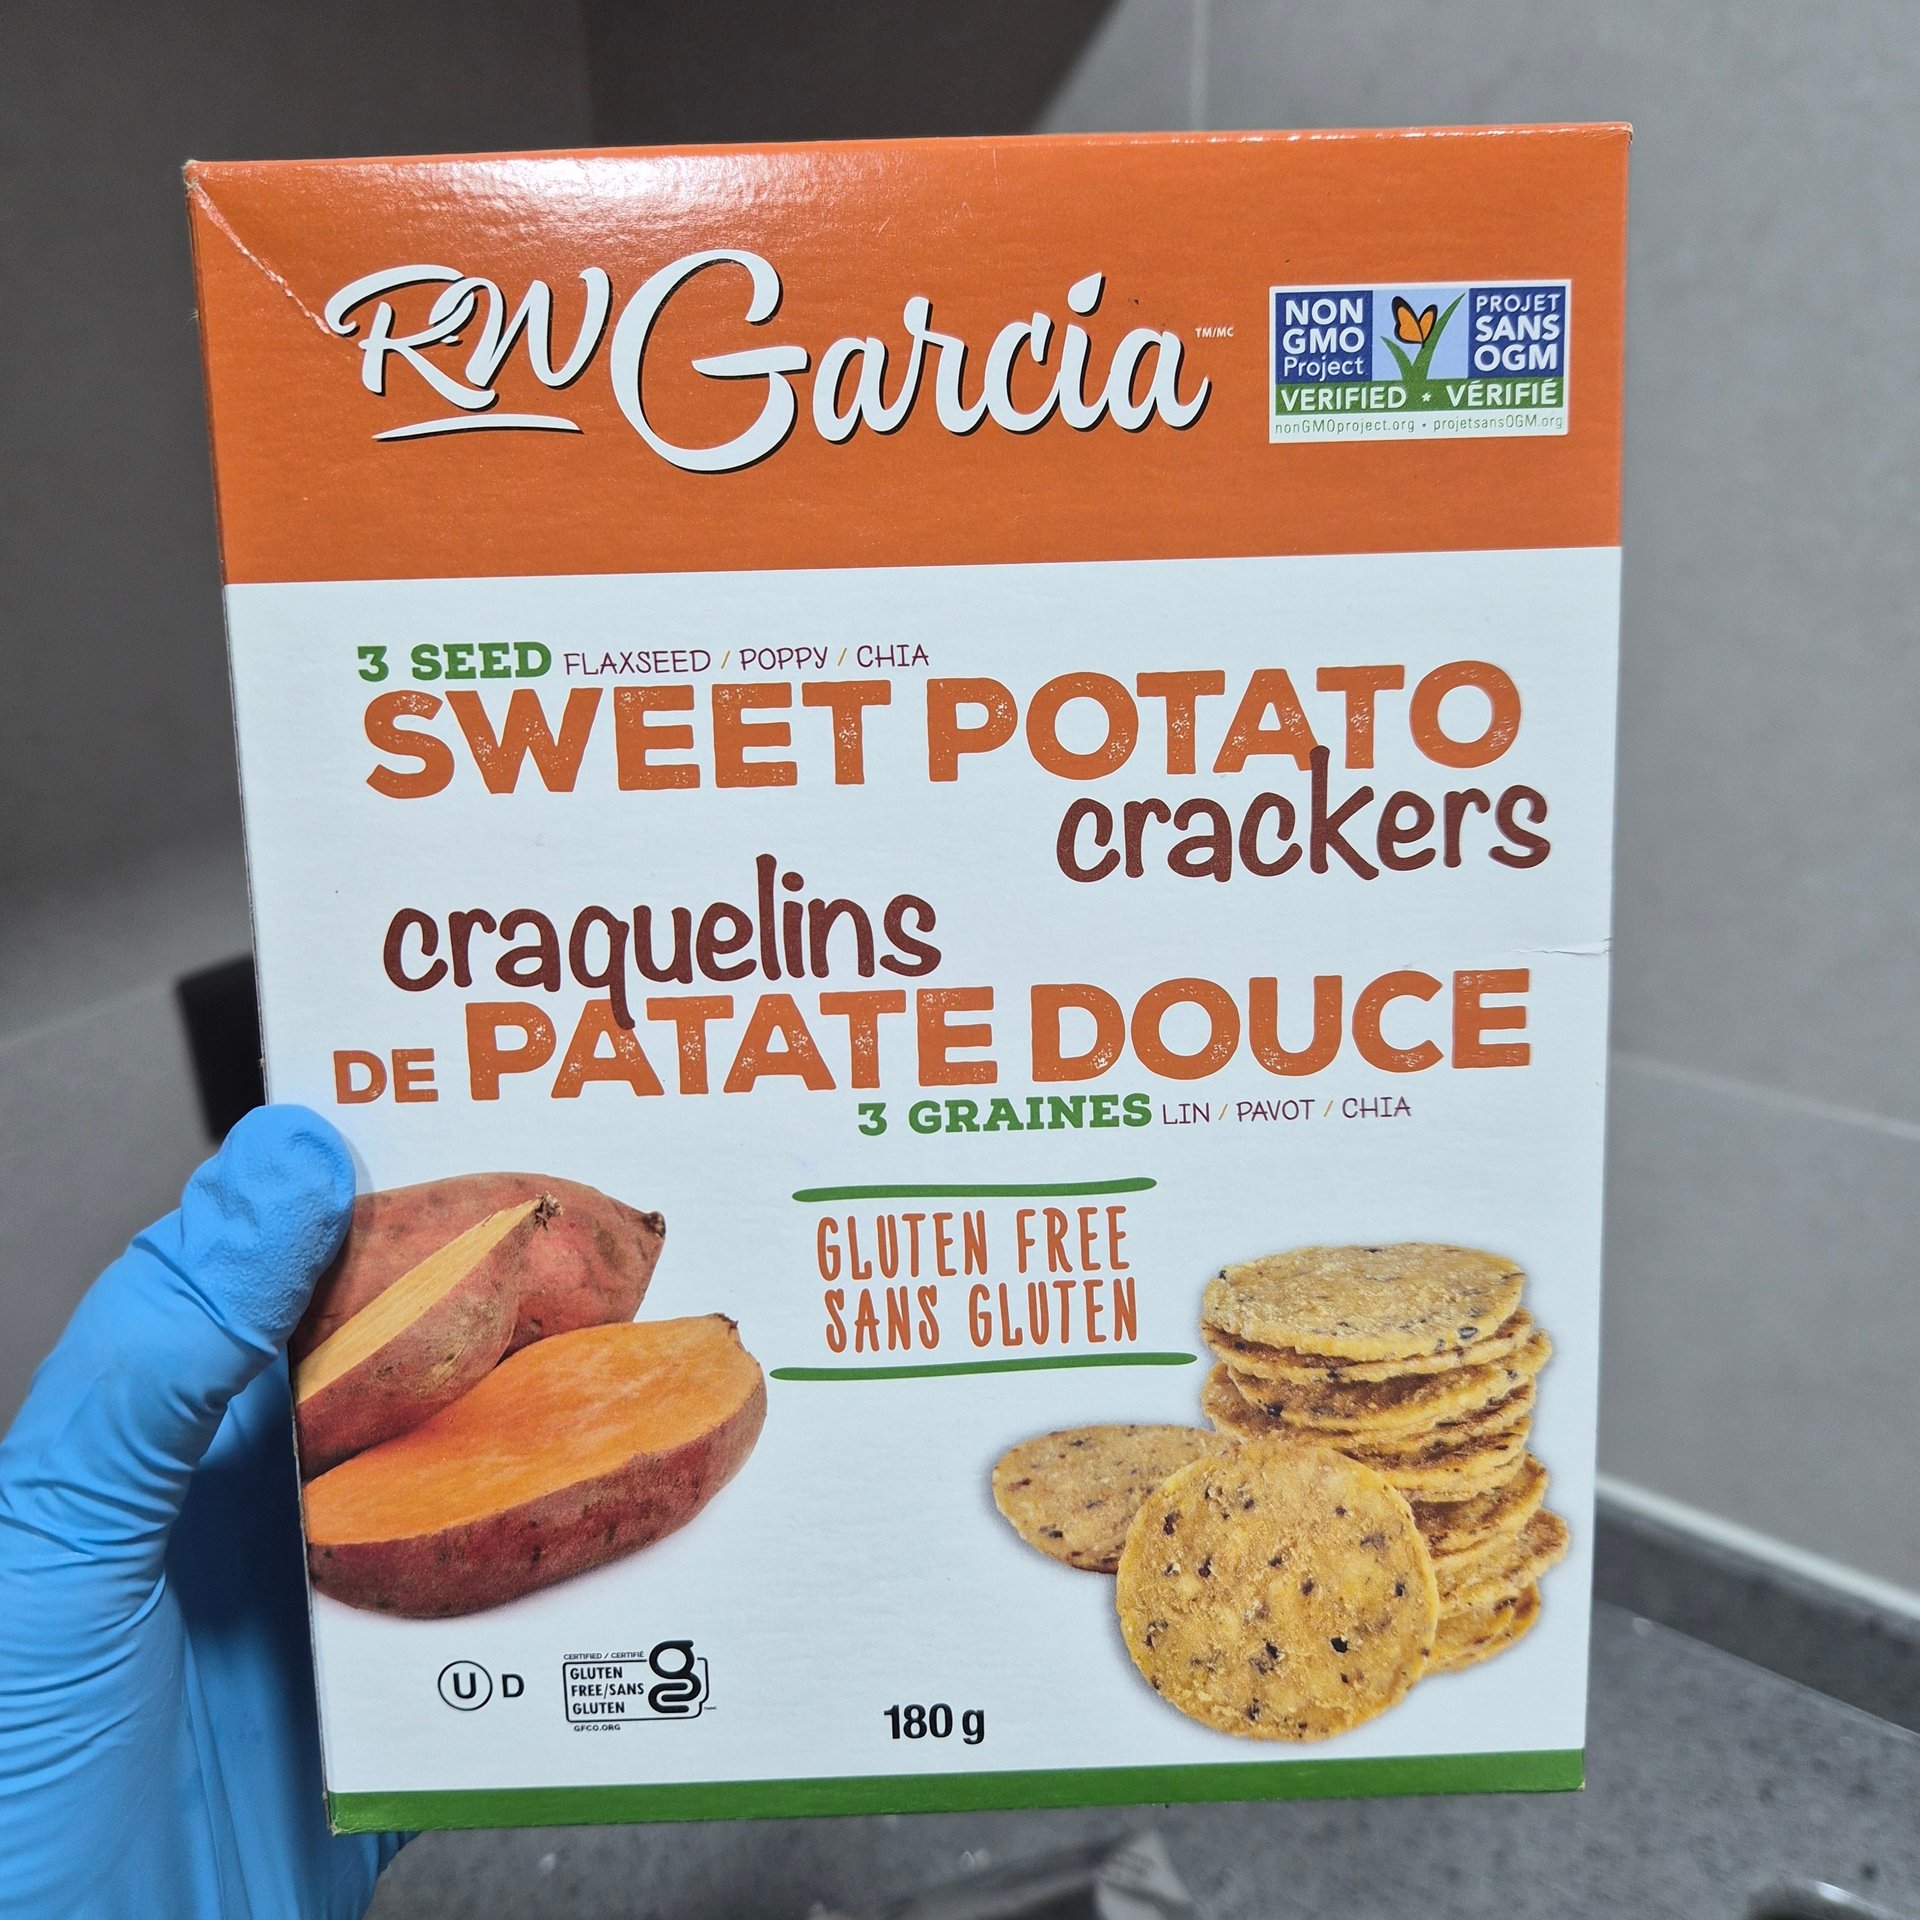 RW Garcia TM/MC
NON GMO Project
PROJET SANS OGM
VERIFIED • VÉRIFIÉ
nonGMOproject.org • projetsansOGM.org
3 SEED FLAXSEED / POPPY / CHIA
SWEET POTATO
crackers
craquelins
DE PATATE DOUCE
3 GRAINES LIN / PAVOT / CHIA
GLUTEN FREE
SANS GLUTEN
U D
CERTIFIED / CERTIFIÉ
GLUTEN
FREE/SANS
GLUTEN
GFCO.ORG
180 g